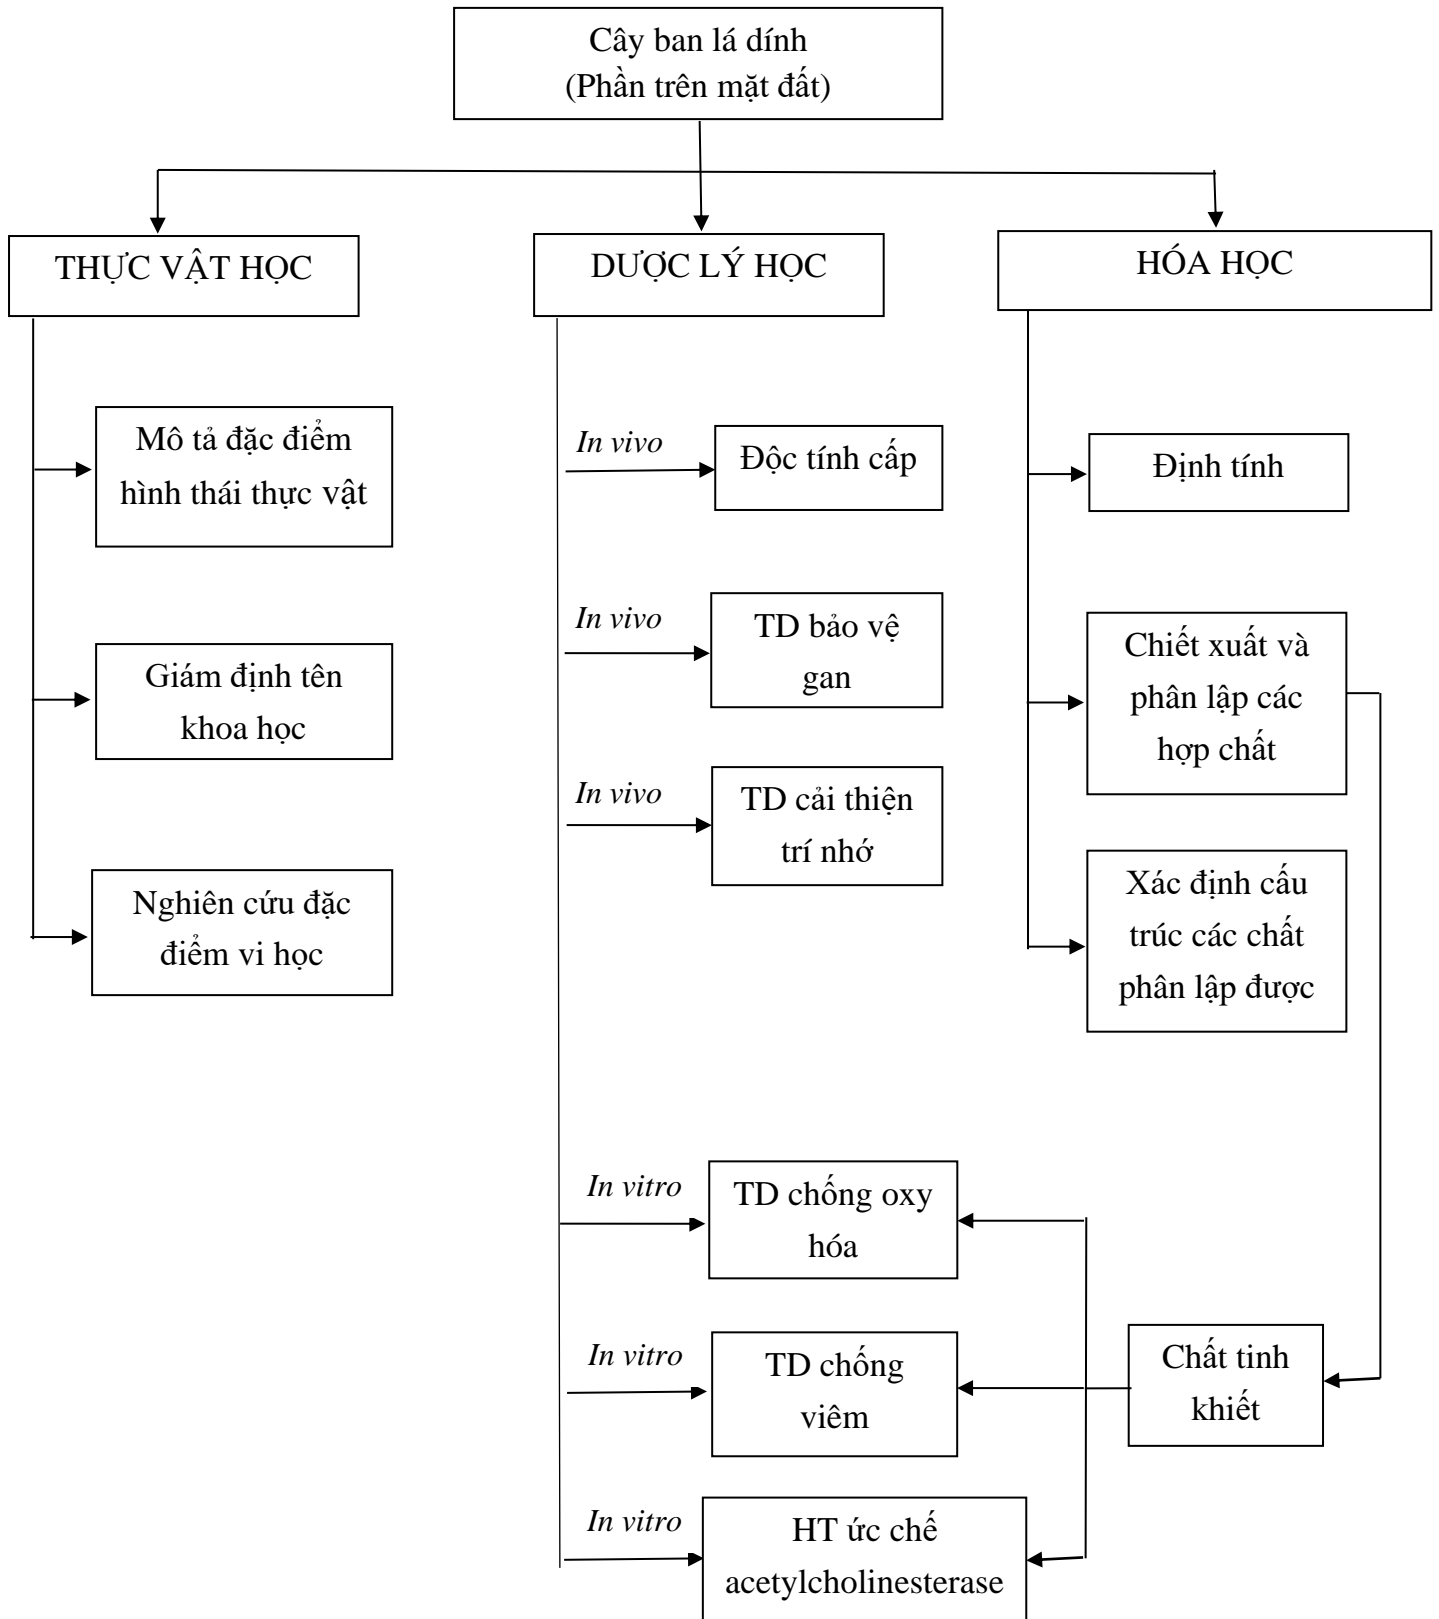 Cây ban lá dính
(Phần trên mặt đất)
THỰC VẬT HỌC
DƯỢC LÝ HỌC
HÓA HỌC
Mô tả đặc điểm
hình thái thực vật
Giám định tên
khoa học
Nghiên cứu đặc
điểm vi học
In vivo
Độc tính cấp
In vivo
TD bảo vệ
gan
In vivo
TD cải thiện
trí nhớ
In vitro
TD chống oxy
hóa
In vitro
TD chống
viêm
In vitro
HT ức chế
acetylcholinesterase
Định tính
Chiết xuất và
phân lập các
hợp chất
Xác định cấu
trúc các chất
phân lập được
Chất tinh
khiết